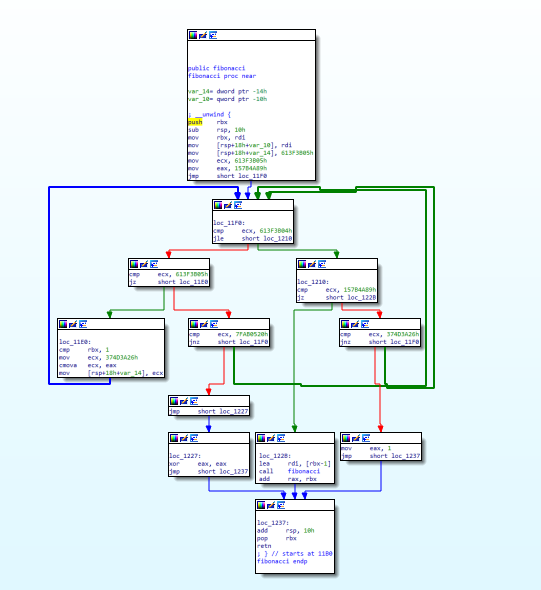 public fibonacci
fibonacci proc near
var_14= dword ptr -14h
var_10= qword ptr -10h
; __unwind {
push rbx
sub rsp, 10h
mov rbx, rdi
mov [rsp+18h+var_10], rdi
mov [rsp+18h+var_14], 613F3B05h
mov ecx, 613F3B05h
mov eax, 157B4A89h
jmp short loc_11F0
loc_11F0:
cmp ecx, 613F3B04h
jle short loc_1210
cmp ecx, 613F3B05h
jz short loc_11E0
loc_1210:
cmp ecx, 157B4A89h
jz short loc_122B
loc_11E0:
cmp rbx, 1
mov ecx, 374D3A26h
cmova ecx, eax
mov [rsp+18h+var_14], ecx
cmp ecx, 7FAB0520h
jnz short loc_11F0
cmp ecx, 374D3A26h
jnz short loc_11F0
jmp short loc_1227
loc_1227:
xor eax, eax
jmp short loc_1237
loc_122B:
lea rdi, [rbx-1]
call fibonacci
add rax, rbx
mov eax, 1
jmp short loc_1237
loc_1237:
add rsp, 10h
pop rbx
retn
; } // starts at 11B0
fibonacci endp